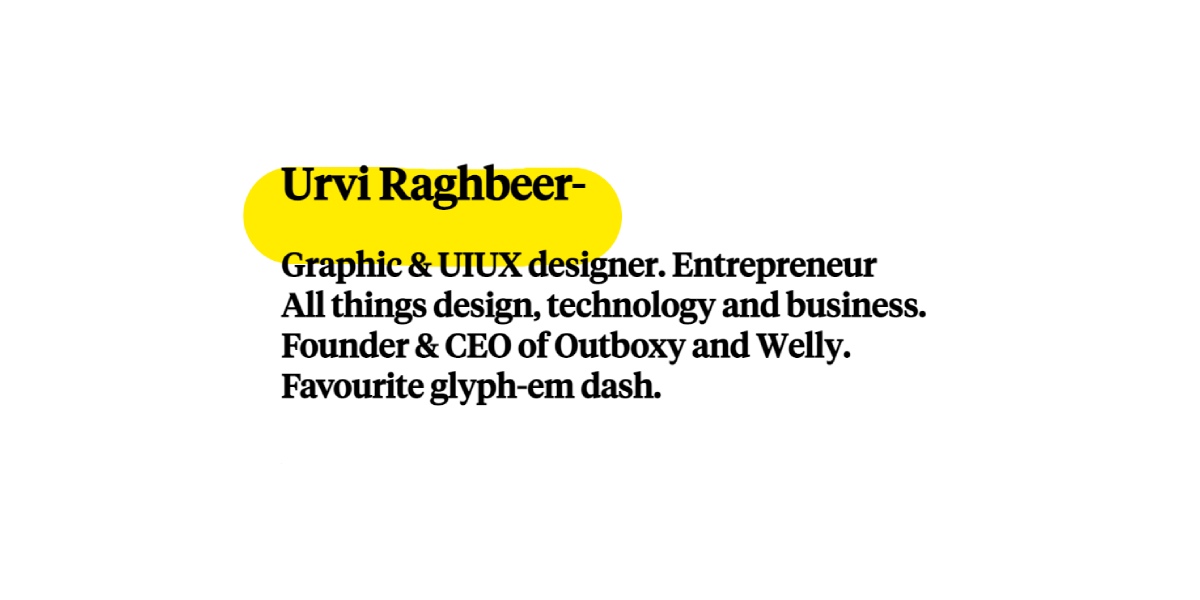 Urvi Raghbeer-
Graphic & UIUX designer. Entrepreneur
All things design, technology and business.
Founder & CEO of Outboxy and Welly.
Favourite glyph-em dash.